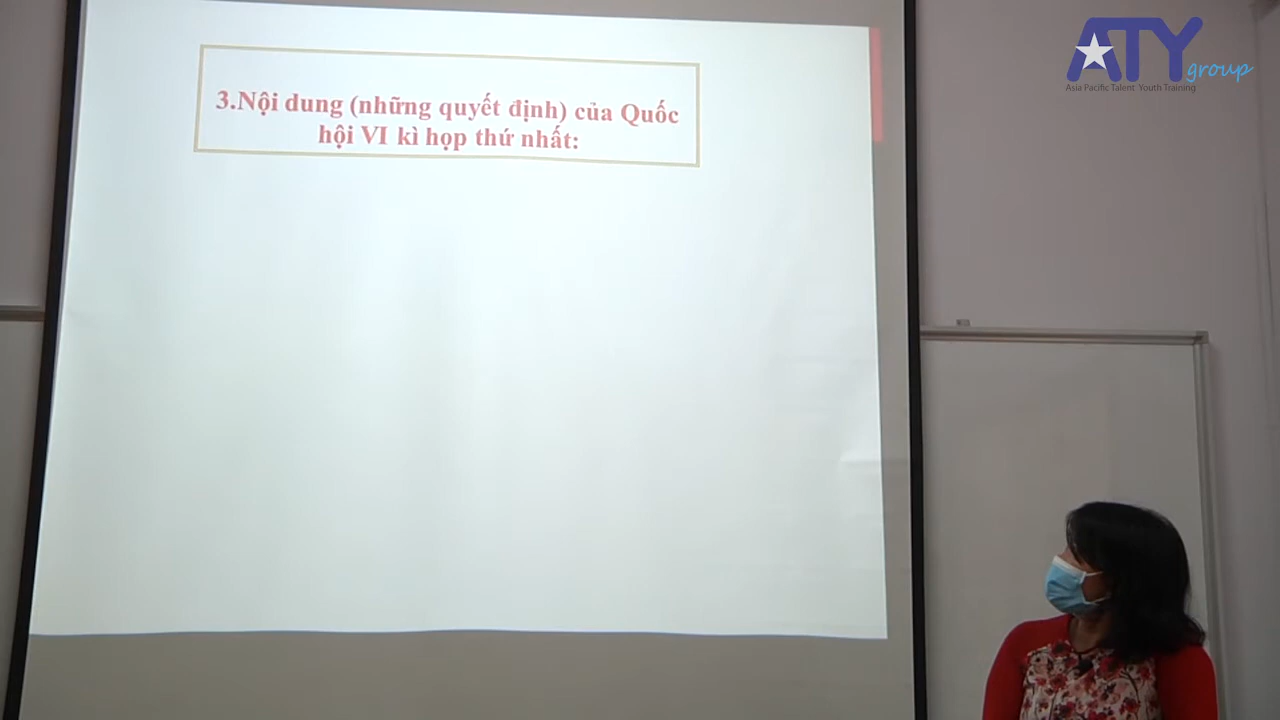 3.Nội dung (những quyết định) của Quốc
hội VI kì họp thứ nhất:
ATY
group
Asia Pacific Talent Youth Training